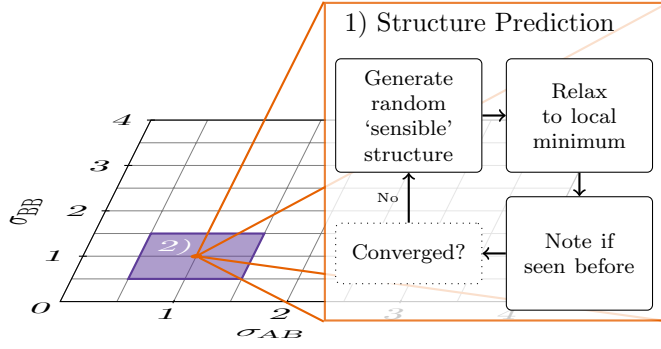 1) Structure Prediction
Generate
random
‘sensible’
structure
Relax
to local
minimum
No
Converged?
Note if
seen before
4
3
2
1
0
σBB
2)
1
2
3
4
σAB